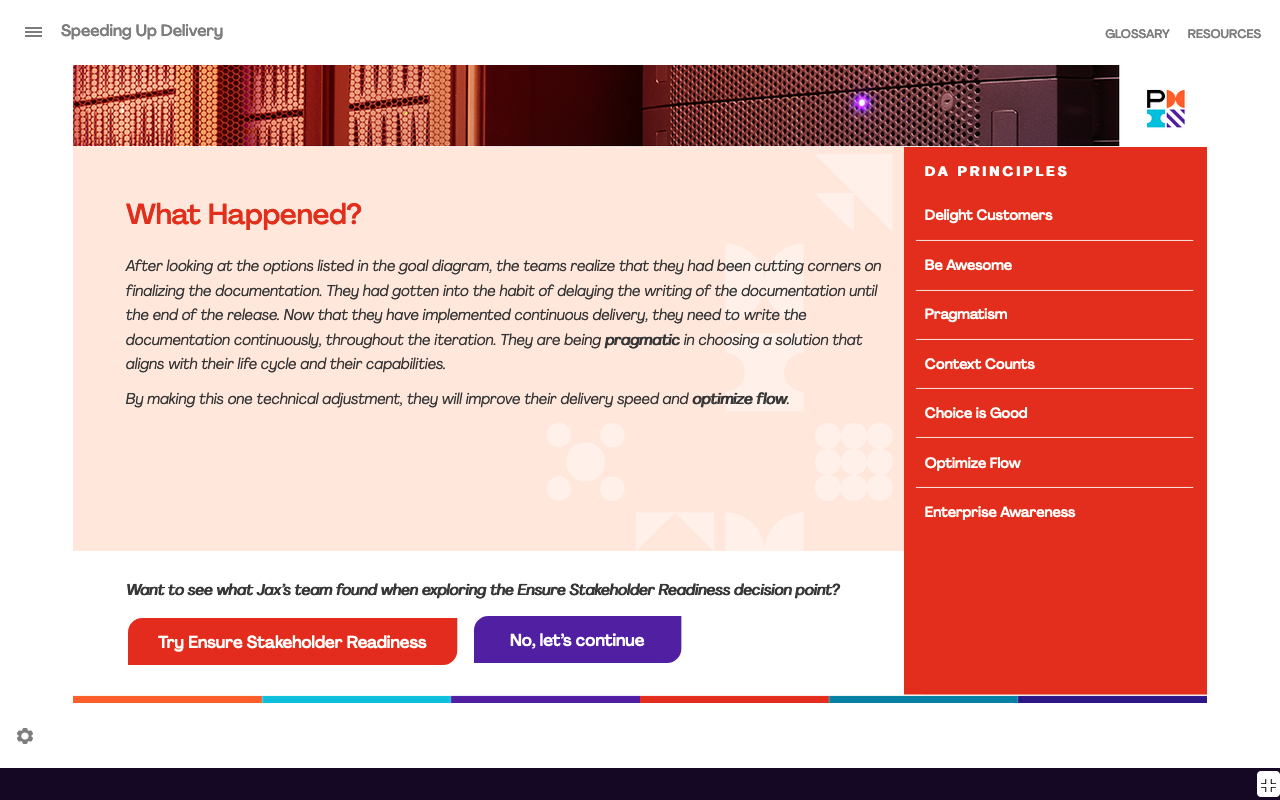 Speeding Up Delivery
GLOSSARY
RESOURCES
What Happened?
After looking at the options listed in the goal diagram, the teams realize that they had been cutting corners on
finalizing the documentation. They had gotten into the habit of delaying the writing of the documentation until
the end of the release. Now that they have implemented continuous delivery, they need to write the
documentation continuously, throughout the iteration. They are being pragmatic in choosing a solution that
aligns with their life cycle and their capabilities.
By making this one technical adjustment, they will improve their delivery speed and optimize flow.
Want to see what Jax's team found when exploring the Ensure Stakeholder Readiness decision point?
Try Ensure Stakeholder Readiness
No, let's continue
DA PRINCIPLES
Delight Customers
Be Awesome
Pragmatism
Context Counts
Choice is Good
Optimize Flow
Enterprise Awareness